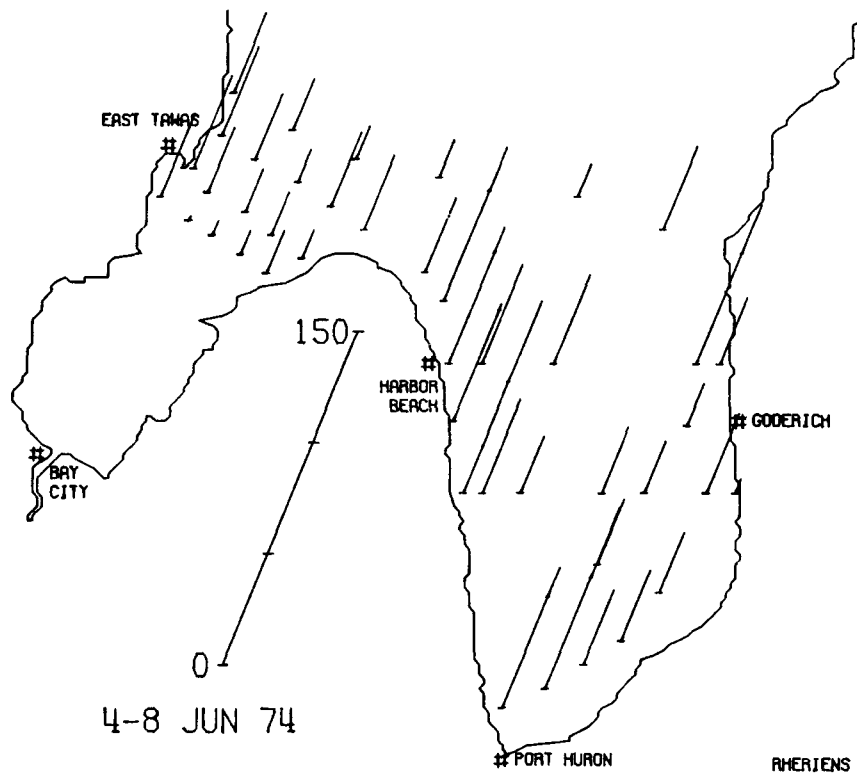 EAST TAWAS
150
HARBOR
BEACH
GODERICH
BAY
CITY
0
4-8 JUN 74
PORT HURON
RHERIENS